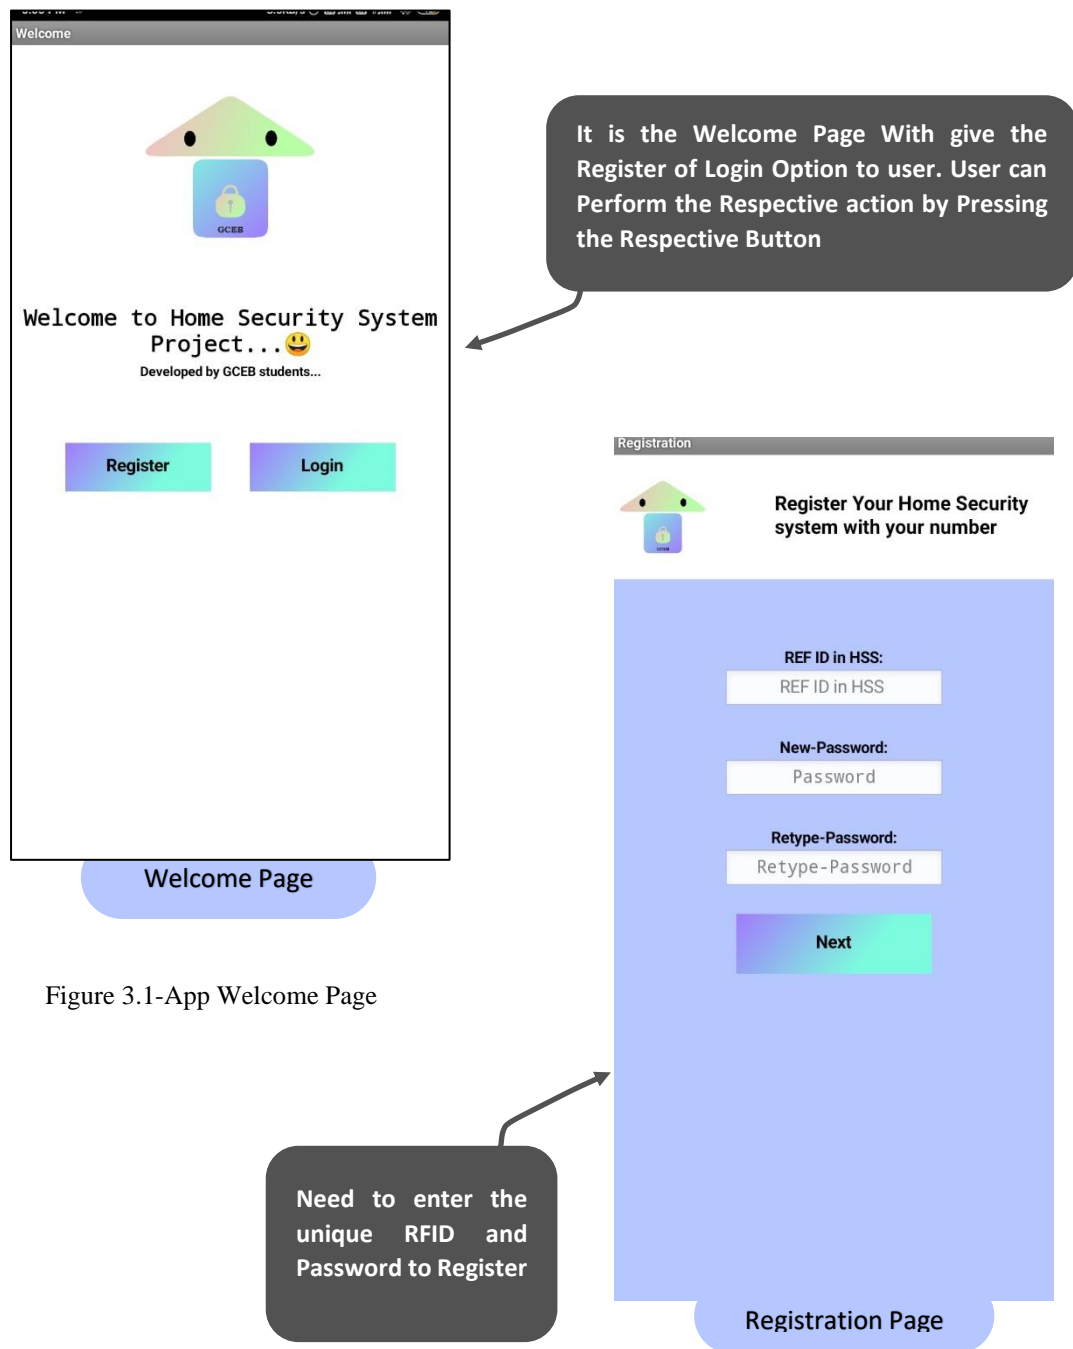 Welcome
GCEB
Welcome to Home Security System
Project...😃
Developed by GCEB students...
Register
Login
Welcome Page
Figure 3.1-App Welcome Page
It is the Welcome Page With give the
Register of Login Option to user. User can
Perform the Respective action by Pressing
the Respective Button
Registration
GCEB
Register Your Home Security
system with your number
REF ID in HSS:
REF ID in HSS
New-Password:
Password
Retype-Password:
Retype-Password
Next
Need to enter the
unique RFID and
Password to Register
Registration Page